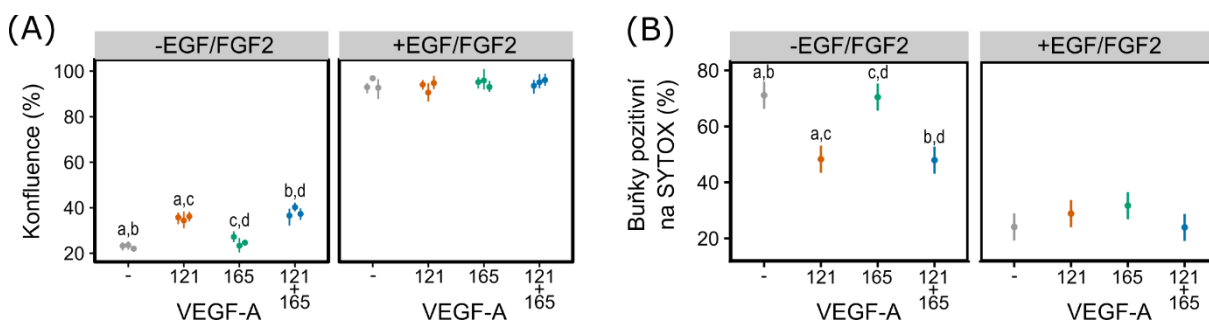 (A)
-EGF/FGF2
+EGF/FGF2
Konfluence (%)
100
80
60
40
20
a,b
a,c
c,d
b,d
-
121
165
121
+
165
-
121
165
121
+
165
VEGF-A
VEGF-A
(B)
-EGF/FGF2
+EGF/FGF2
Buňky pozitivní
na SYTOX (%)
80
60
40
20
a,b
a,c
c,d
b,d
-
121
165
121
+
165
-
121
165
121
+
165
VEGF-A
VEGF-A